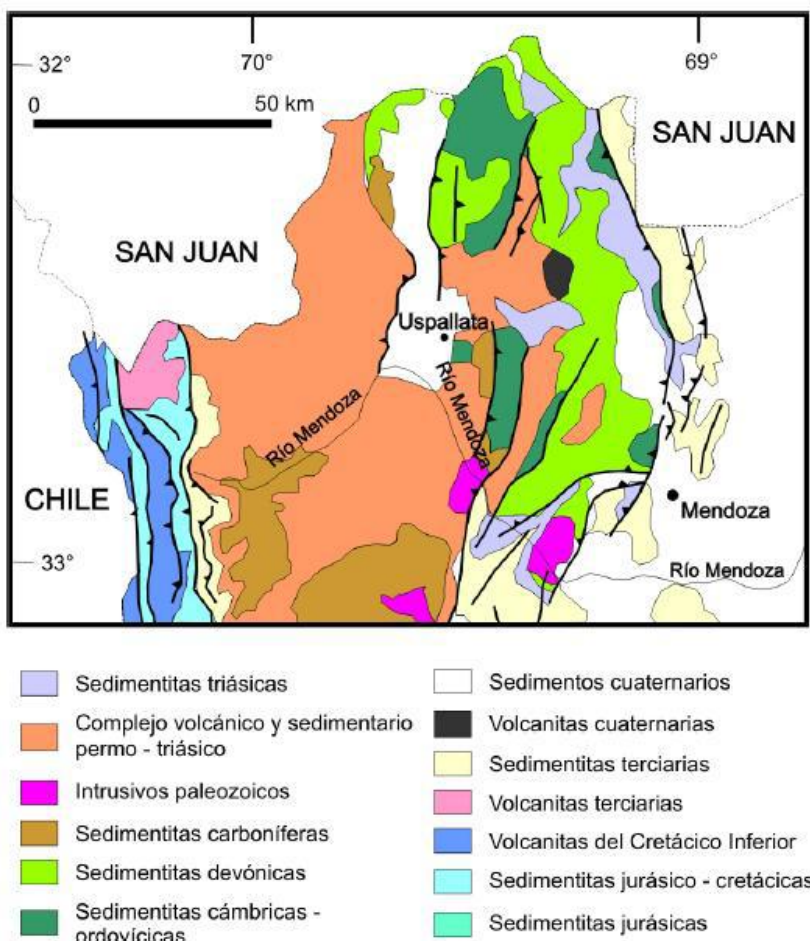 32°
70°
69°
0
50 km
SAN JUAN
SAN JUAN
Uspallata
Río Mendoza
Río Mendoza
CHILE
Mendoza
33°
Río Mendoza
Sedimentitas triásicas
Complejo volcánico y sedimentario
permo - triásico
Intrusivos paleozoicos
Sedimentitas carboníferas
Sedimentitas devónicas
Sedimentitas cámbricas -
ordovícicas
Sedimentos cuaternarios
Volcanitas cuaternarias
Sedimentitas terciarias
Volcanitas terciarias
Volcanitas del Cretácico Inferior
Sedimentitas jurásico - cretácicas
Sedimentitas jurásicas